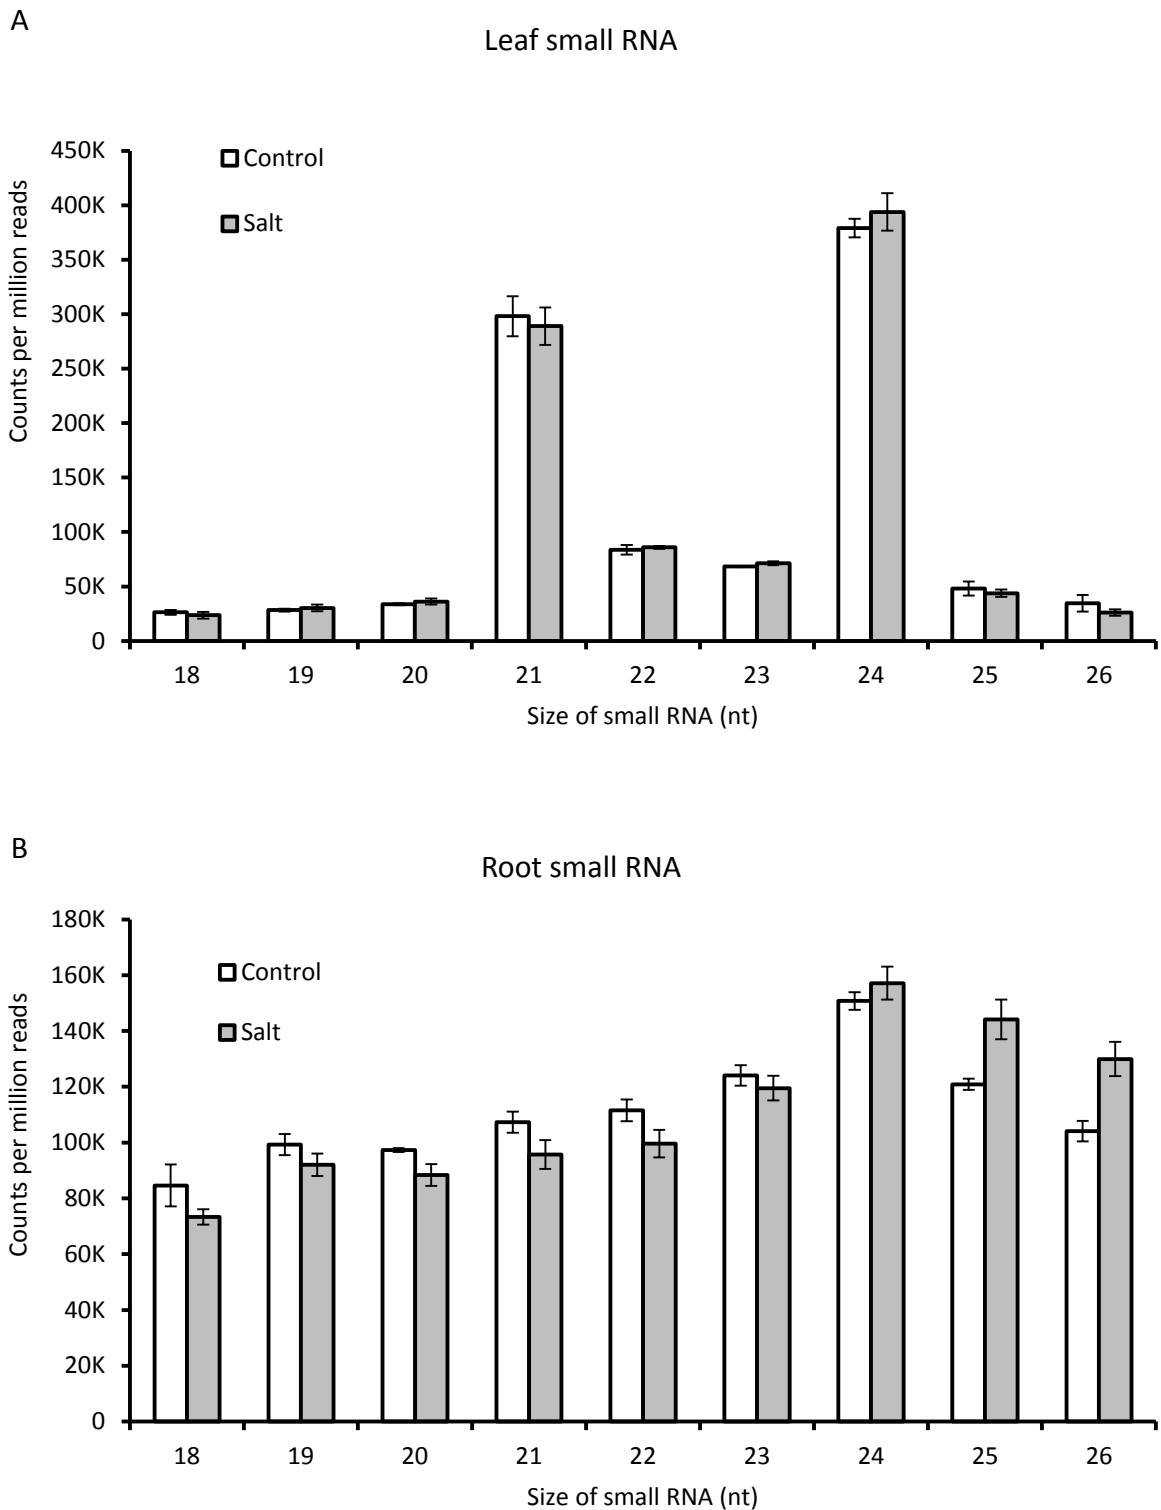 A
Leaf small RNA
Counts per million reads
450K
400K
350K
300K
250K
200K
150K
100K
50K
0
Control
Salt
18 19 20 21 22 23 24 25 26
Size of small RNA (nt)
B
Root small RNA
Counts per million reads
180K
160K
140K
120K
100K
80K
60K
40K
20K
0
Control
Salt
18 19 20 21 22 23 24 25 26
Size of small RNA (nt)